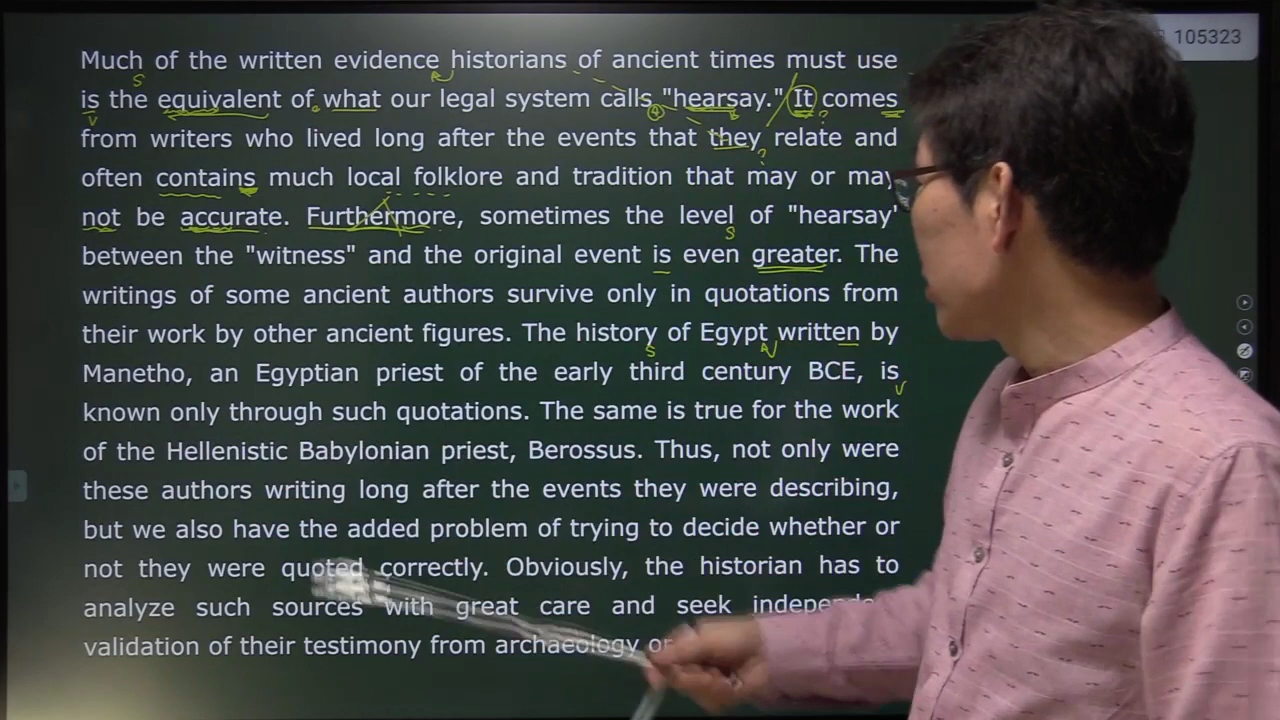 105323
Much of the written evidence historians of ancient times must use
is the equivalent of what our legal system calls "hearsay." It comes
from writers who lived long after the events that they relate and
often contains much local folklore and tradition that may or may
not be accurate. Furthermore, sometimes the level of "hearsay"
between the "witness" and the original event is even greater. The
writings of some ancient authors survive only in quotations from
their work by other ancient figures. The history of Egypt written by
Manetho, an Egyptian priest of the early third century BCE, is
known only through such quotations. The same is true for the work
of the Hellenistic Babylonian priest, Berossus. Thus, not only were
these authors writing long after the events they were describing,
but we also have the added problem of trying to decide whether or
not they were quoted correctly. Obviously, the historian has to
analyze such sources with great care and seek
validation of their testimony from archaeology or